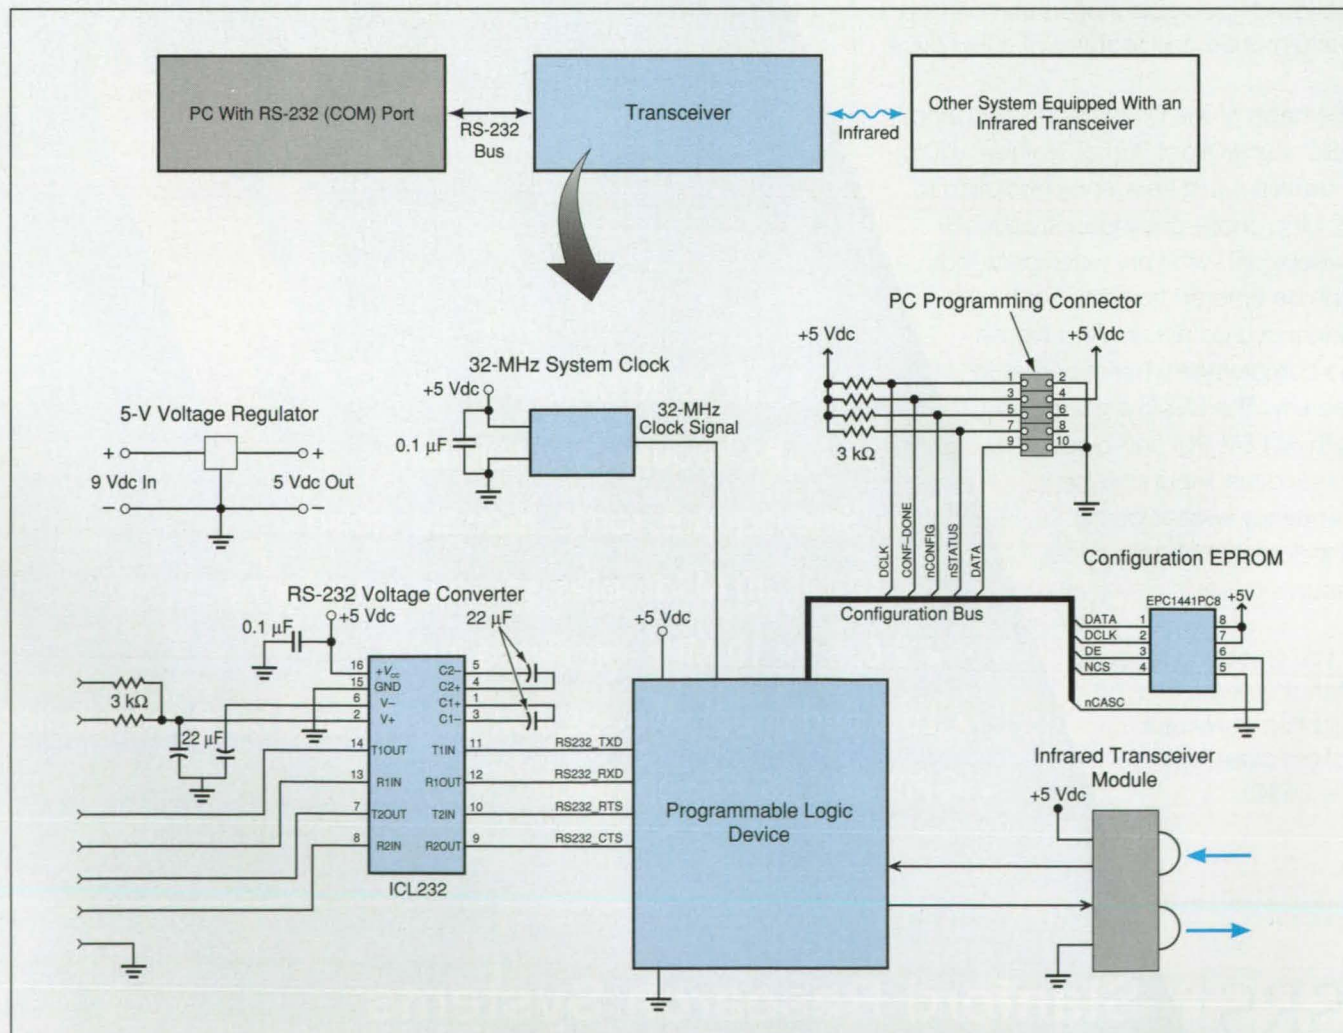 PC With RS-232 (COM) Port
RS-232
Bus
Transceiver
Infrared
Other System Equipped With an
Infrared Transceiver
PC Programming Connector
+5 Vdc
+5 Vdc
1
2
3
4
5
6
7
8
9
10
3 kΩ
32-MHz System Clock
+5 Vdc
0.1 µF
32-MHz
Clock Signal
5-V Voltage Regulator
+
+
9 Vdc In
5 Vdc Out
−
−
DCLK
CONF–DONE
nCONFIG
nSTATUS
DATA
Configuration Bus
Configuration EPROM
EPC1441PC8
+5V
DATA 1
DCLK 2
DE 3
NCS 4
8
7
6
5
nCASC
RS-232 Voltage Converter
+5 Vdc
0.1 µF
22 µF
3 kΩ
22 µF
16 +Vcc
15 GND
6 V−
2 V+
14 T1OUT
13 R1IN
7 T2OUT
8 R2IN
C2− 5
C2+ 4
C1+ 1
C1− 3
T1IN 11
R1OUT 12
T2IN 10
R2OUT 9
ICL232
RS232_TXD
RS232_RXD
RS232_RTS
RS232_CTS
+5 Vdc
Programmable Logic
Device
Infrared Transceiver
Module
+5 Vdc